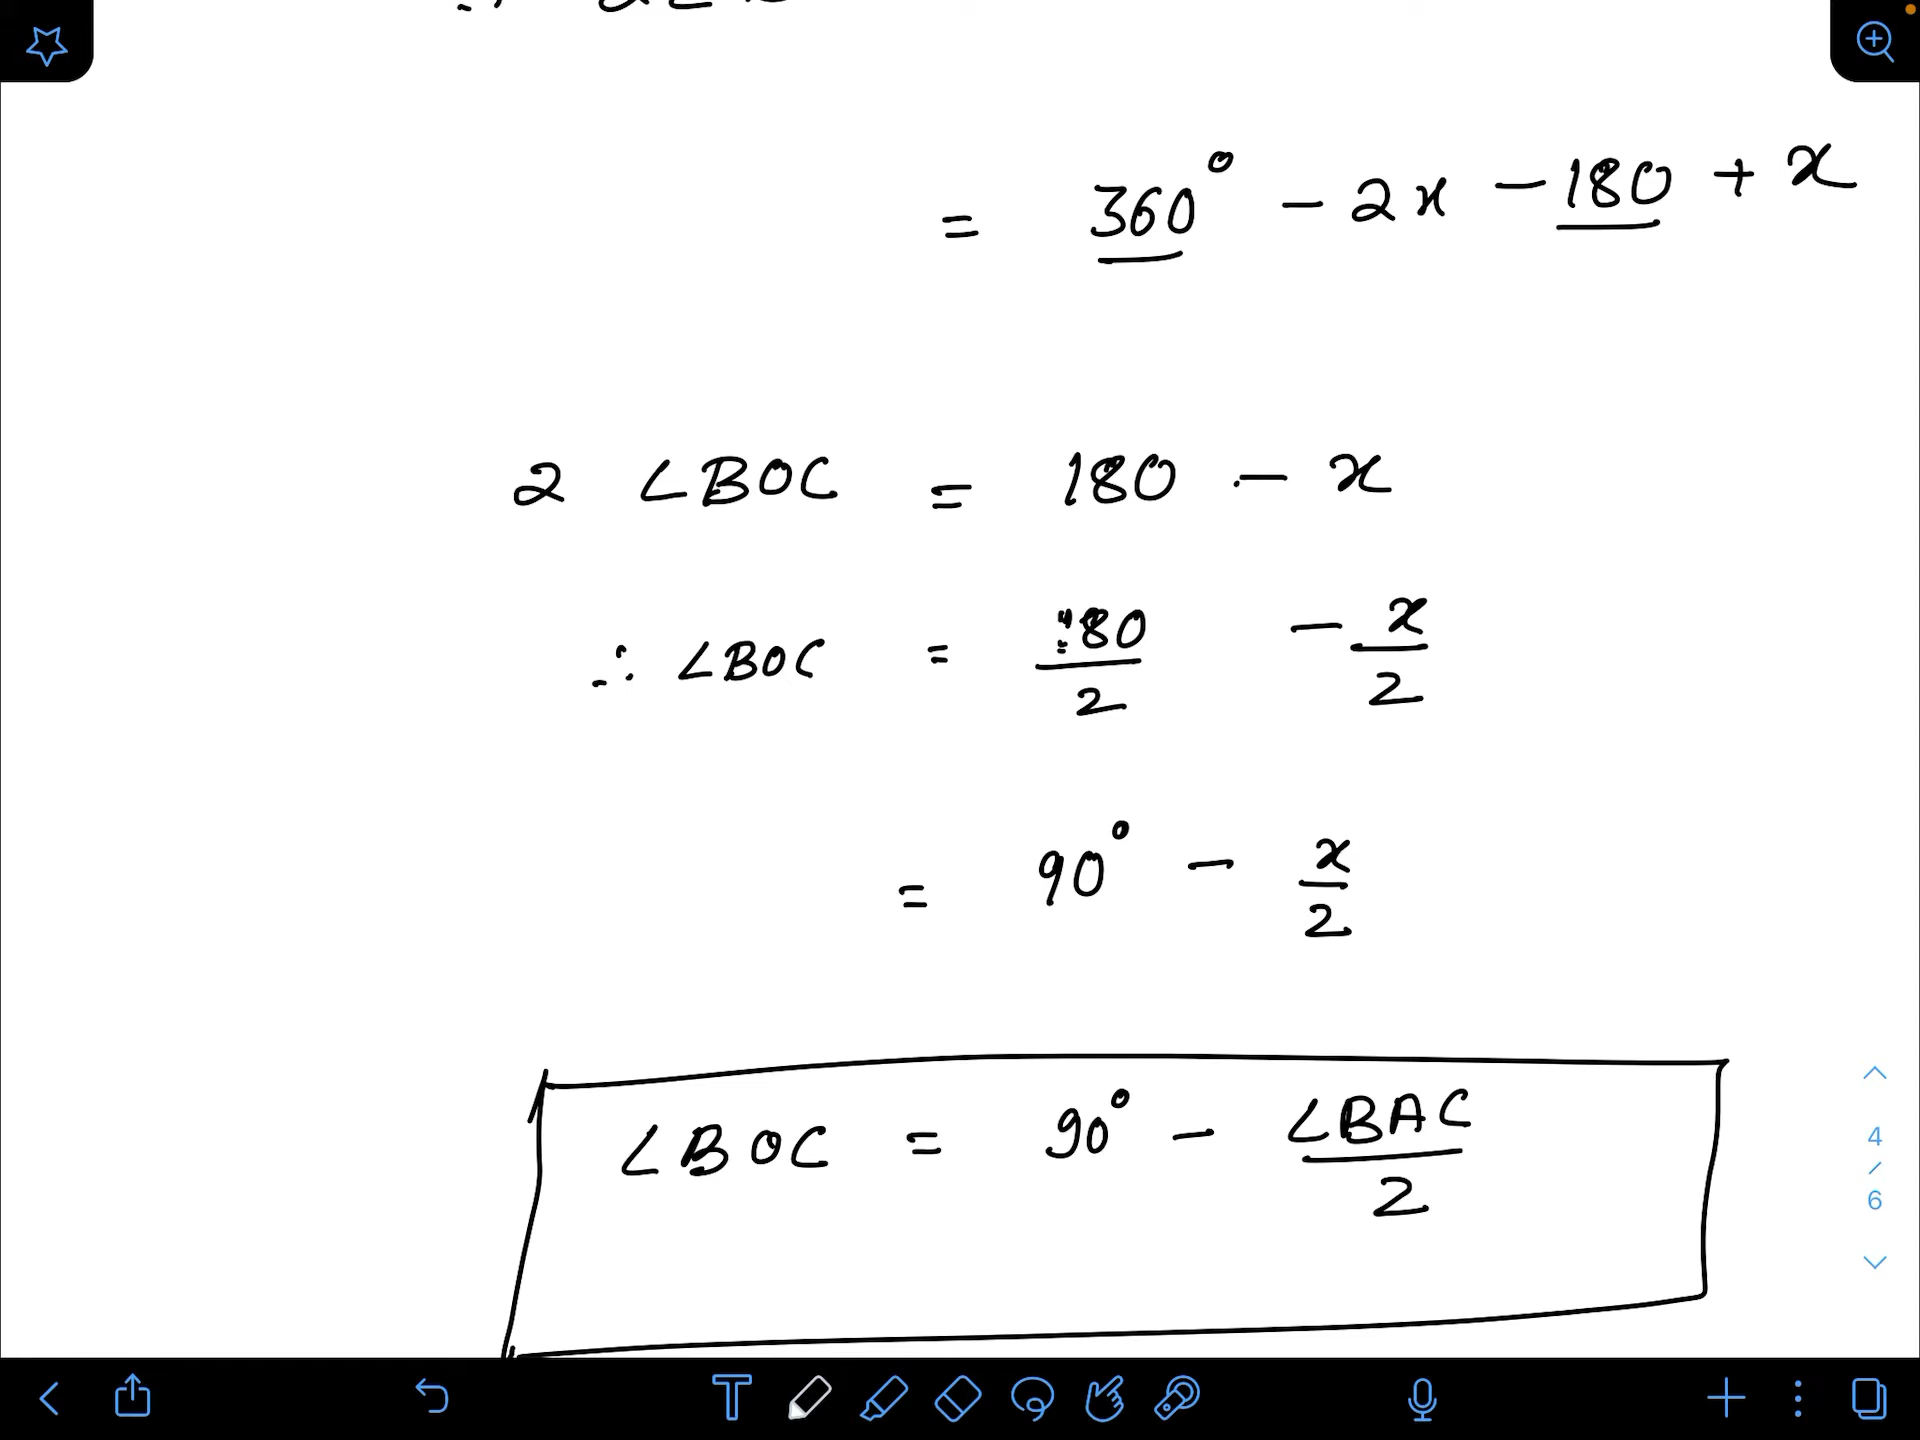 = 360° - 2x - 180 + x
2 ∠BOC = 180 - x
∴ ∠BOC = 180/2 - x/2
= 90° - x/2
∠BOC = 90° - ∠BAC/2
4
/
6
T